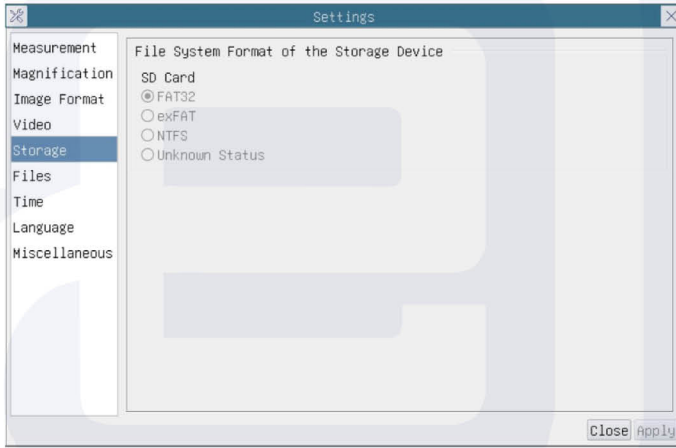 Settings
Measurement
Magnification
Image Format
Video
Storage
Files
Time
Language
Miscellaneous
File System Format of the Storage Device
SD Card
FAT32
exFAT
NTFS
Unknown Status
Close Apply